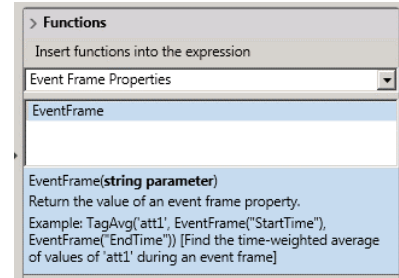 > Functions
Insert functions into the expression
Event Frame Properties
EventFrame
EventFrame(string parameter)
Return the value of an event frame property.
Example: TagAvg('att1', EventFrame("StartTime"),
EventFrame("EndTime")) [Find the time-weighted average
of values of 'att1' during an event frame]